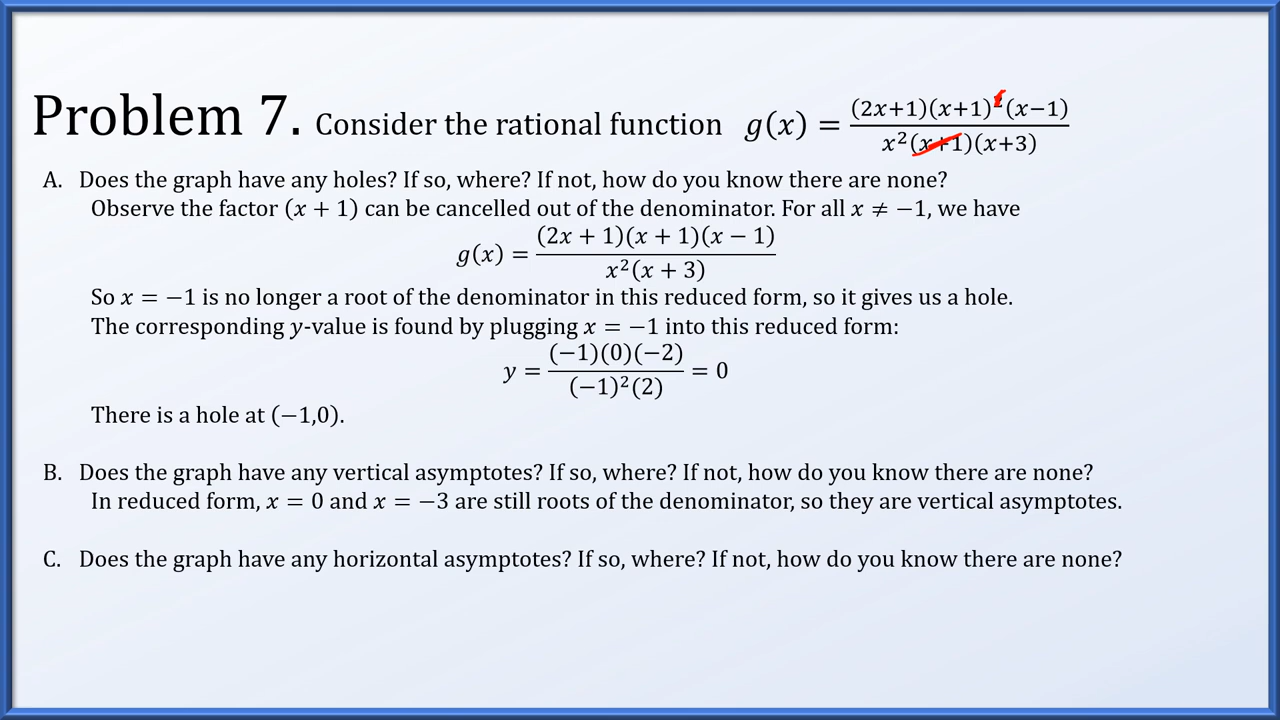 Problem 7. Consider the rational function g(x) = \frac{(2x+1)(x+1)^2(x−1)}{x^2(x+1)(x+3)}
A. Does the graph have any holes? If so, where? If not, how do you know there are none?
Observe the factor (x + 1) can be cancelled out of the denominator. For all x ≠ −1, we have
g(x) = \frac{(2x + 1)(x + 1)(x − 1)}{x^2(x + 3)}
So x = −1 is no longer a root of the denominator in this reduced form, so it gives us a hole.
The corresponding y-value is found by plugging x = −1 into this reduced form:
y = \frac{(−1)(0)(−2)}{(−1)^2(2)} = 0
There is a hole at (−1,0).
B. Does the graph have any vertical asymptotes? If so, where? If not, how do you know there are none?
In reduced form, x = 0 and x = −3 are still roots of the denominator, so they are vertical asymptotes.
C. Does the graph have any horizontal asymptotes? If so, where? If not, how do you know there are none?